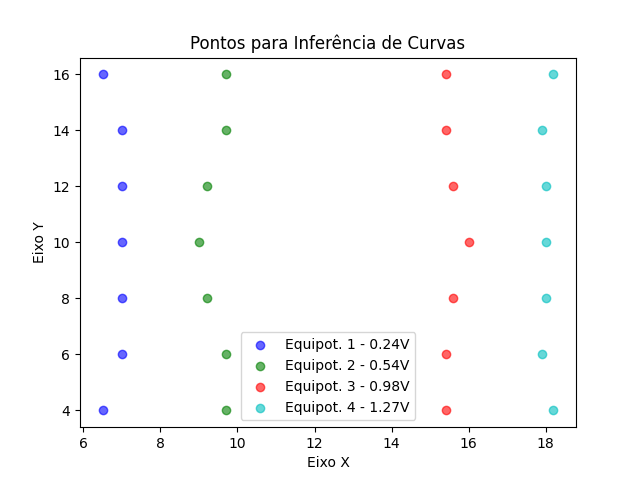 Pontos para Inferência de Curvas
16
14
12
10
8
6
4
Eixo Y
Equipot. 1 - 0.24V
Equipot. 2 - 0.54V
Equipot. 3 - 0.98V
Equipot. 4 - 1.27V
6 8 10 12 14 16 18
Eixo X